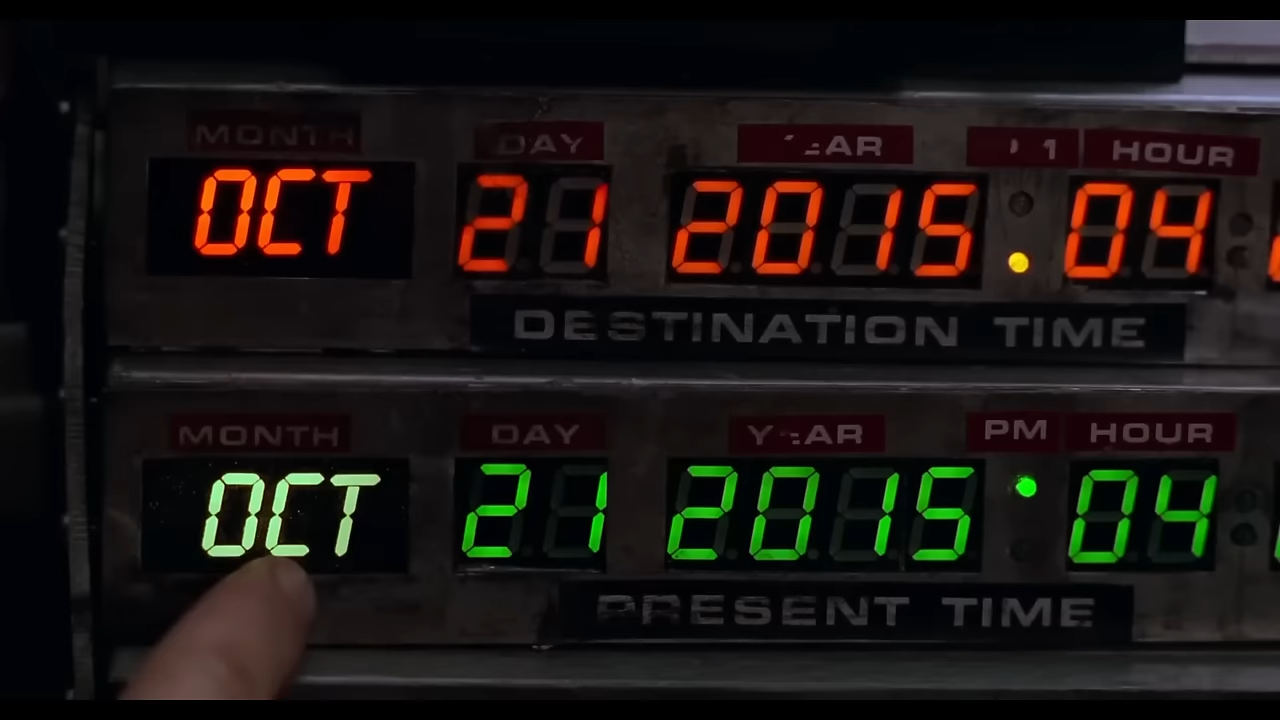 MONTH DAY HOUR
OCT 21 2015 04
DESTINATION TIME
MONTH DAY YEAR PM HOUR
OCT 21 2015 04
PRESENT TIME